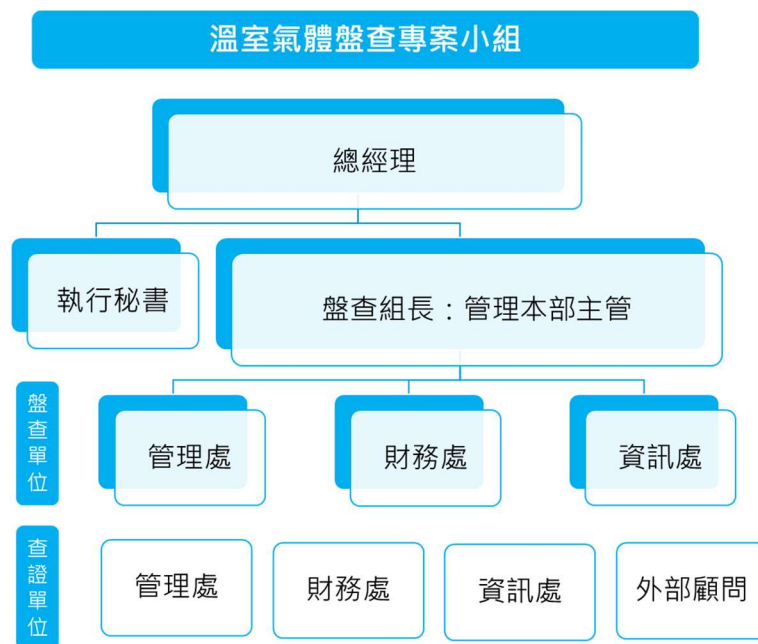 溫室氣體盤查專案小組
總經理
執行秘書
盤查組長：管理本部主管
盤查單位
管理處
財務處
資訊處
查證單位
管理處
財務處
資訊處
外部顧問